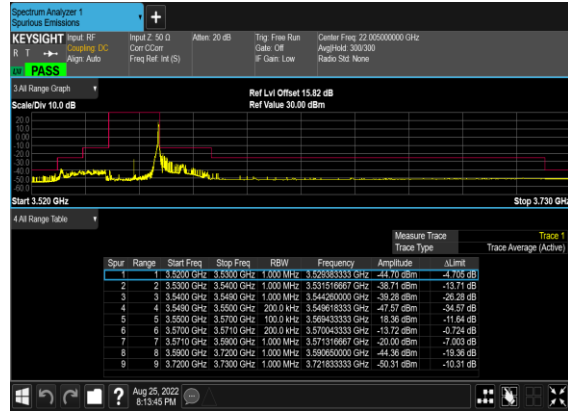 Spectrum Analyzer 1
Spurious Emissions
KEYSIGHT Input: RF Input Z: 50 Ω Atten: 20 dB Trig: Free Run Center Freq: 22.005000000 GHz
R T Coupling: DC Corr CCorr Gate: Off Avg|Hold: 300/300
Align: Auto Freq Ref: Int (S) IF Gain: Low Radio Std: None
PASS
3 All Range Graph
Ref Lvl Offset 15.82 dB
Scale/Div 10.0 dB Ref Value 30.00 dBm
20.0
10.0
0.00
-10.0
-20.0
-30.0
-40.0
-50.0
-60.0
Start 3.520 GHz Stop 3.730 GHz
4 All Range Table
Measure Trace Trace 1
Trace Type Trace Average (Active)
Spur Range Start Freq Stop Freq RBW Frequency Amplitude ΔLimit
1 1 3.5200 GHz 3.5300 GHz 1.000 MHz 3.529383333 GHz -44.70 dBm -4.705 dB
2 2 3.5300 GHz 3.5400 GHz 1.000 MHz 3.531516667 GHz -38.71 dBm -13.71 dB
3 3 3.5400 GHz 3.5490 GHz 1.000 MHz 3.544260000 GHz -39.28 dBm -26.28 dB
4 4 3.5490 GHz 3.5500 GHz 200.0 kHz 3.549618333 GHz -47.57 dBm -34.57 dB
5 5 3.5500 GHz 3.5700 GHz 100.0 kHz 3.569433333 GHz 18.36 dBm -11.64 dB
6 6 3.5700 GHz 3.5710 GHz 200.0 kHz 3.570043333 GHz -13.72 dBm -0.724 dB
7 7 3.5710 GHz 3.5900 GHz 1.000 MHz 3.571316667 GHz -20.00 dBm -7.003 dB
8 8 3.5900 GHz 3.7200 GHz 1.000 MHz 3.590650000 GHz -44.36 dBm -19.36 dB
9 9 3.7200 GHz 3.7300 GHz 1.000 MHz 3.721833333 GHz -50.31 dBm -10.31 dB
Aug 25, 2022
8:13:45 PM